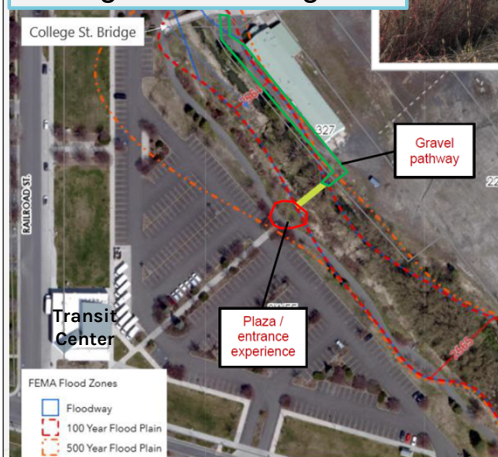 College St. Bridge
327
Gravel
pathway
RAILROAD ST.
Plaza /
entrance
experience
Transit
Center
FEMA Flood Zones
Floodway
100 Year Flood Plain
500 Year Flood Plain